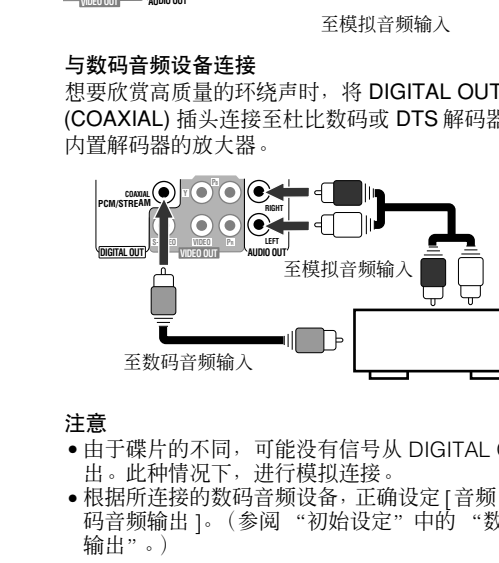 VIDEO OUT
AUDIO OUT
至模拟音频输入
与数码音频设备连接
想要欣赏高质量的环绕声时，将 DIGITAL OUT
(COAXIAL) 插头连接至杜比数码或 DTS 解码器
内置解码器的放大器。
COAXIAL
PCM/STREAM
Y
PB
RIGHT
S-VIDEO
VIDEO
PR
LEFT
DIGITAL OUT
VIDEO OUT
AUDIO OUT
至模拟音频输入
至数码音频输入
注意
• 由于碟片的不同，可能没有信号从 DIGITAL
出。此种情况下，进行模拟连接。
• 根据所连接的数码音频设备，正确设定 [ 音频
码音频输出 ]。（参阅 “初始设定”中的 “数
输出”。）